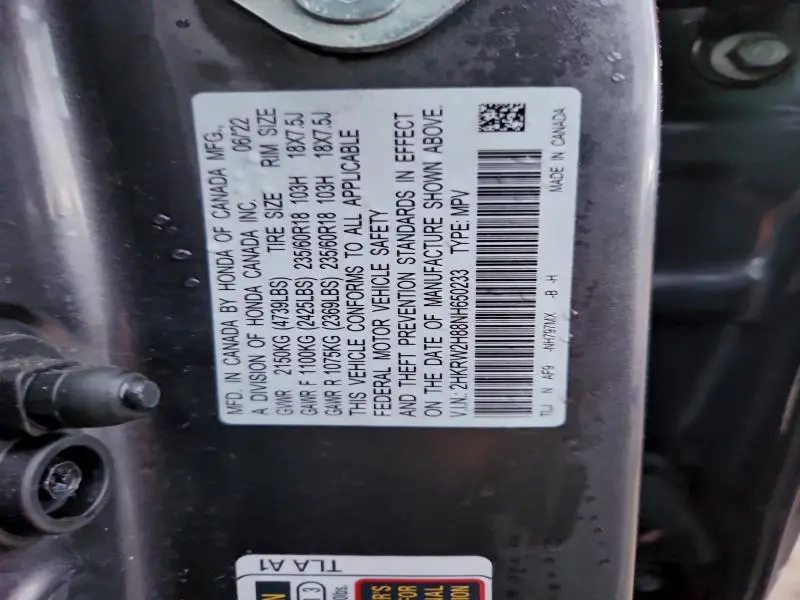 MFD. IN CANADA BY HONDA OF CANADA MFG.,
A DIVISION OF HONDA CANADA INC. 06/22
GVWR 2150KG (4739LBS) TIRE SIZE RIM SIZE
GAWR F 1100KG (2425LBS) 235/60R18 103H 18X7.5J
GAWR R 1075KG (2369LBS) 235/60R18 103H 18X7.5J
THIS VEHICLE CONFORMS TO ALL APPLICABLE
FEDERAL MOTOR VEHICLE SAFETY
AND THEFT PREVENTION STANDARDS IN EFFECT
ON THE DATE OF MANUFACTURE SHOWN ABOVE.
V.I.N.: 2HKRW2H88NH650233 TYPE: MPV
N AF9 -NH797MX -B -H
MADE IN CANADA
TLA A1